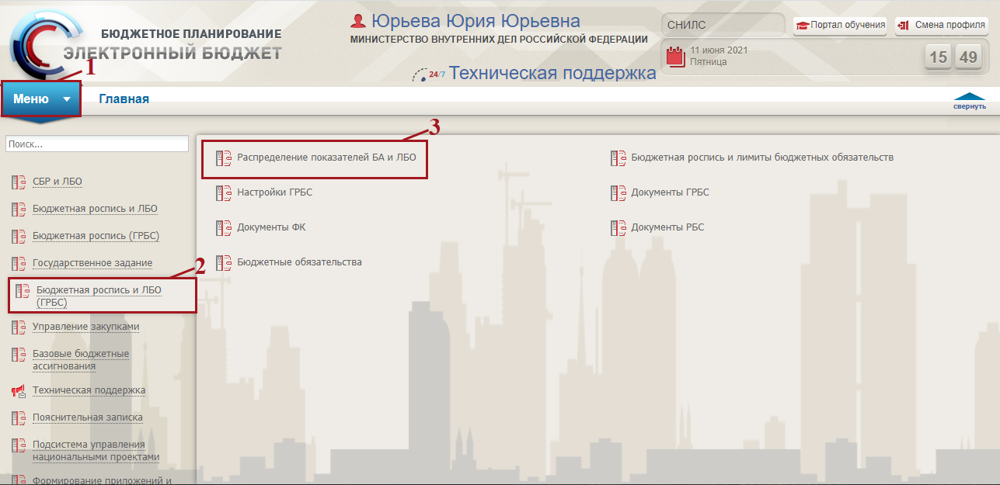 БЮДЖЕТНОЕ ПЛАНИРОВАНИЕ
ЭЛЕКТРОННЫЙ БЮДЖЕТ
Юрьева Юрия Юрьевна
МИНИСТЕРСТВО ВНУТРЕННИХ ДЕЛ РОССИЙСКОЙ ФЕДЕРАЦИИ
24/7 Техническая поддержка
СНИЛС
Портал обучения
Смена профиля
11 июня 2021
Пятница
15 49
1
Меню
Главная
свернуть
Поиск...
СБР и ЛБО
Бюджетная роспись и ЛБО
Бюджетная роспись (ГРБС)
Государственное задание
2
Бюджетная роспись и ЛБО
(ГРБС)
Управление закупками
Базовые бюджетные
ассигнования
Техническая поддержка
Пояснительная записка
Подсистема управления
национальными проектами
Формирование приложений и
3
Распределение показателей БА и ЛБО
Бюджетная роспись и лимиты бюджетных обязательств
Настройки ГРБС
Документы ГРБС
Документы ФК
Документы РБС
Бюджетные обязательства